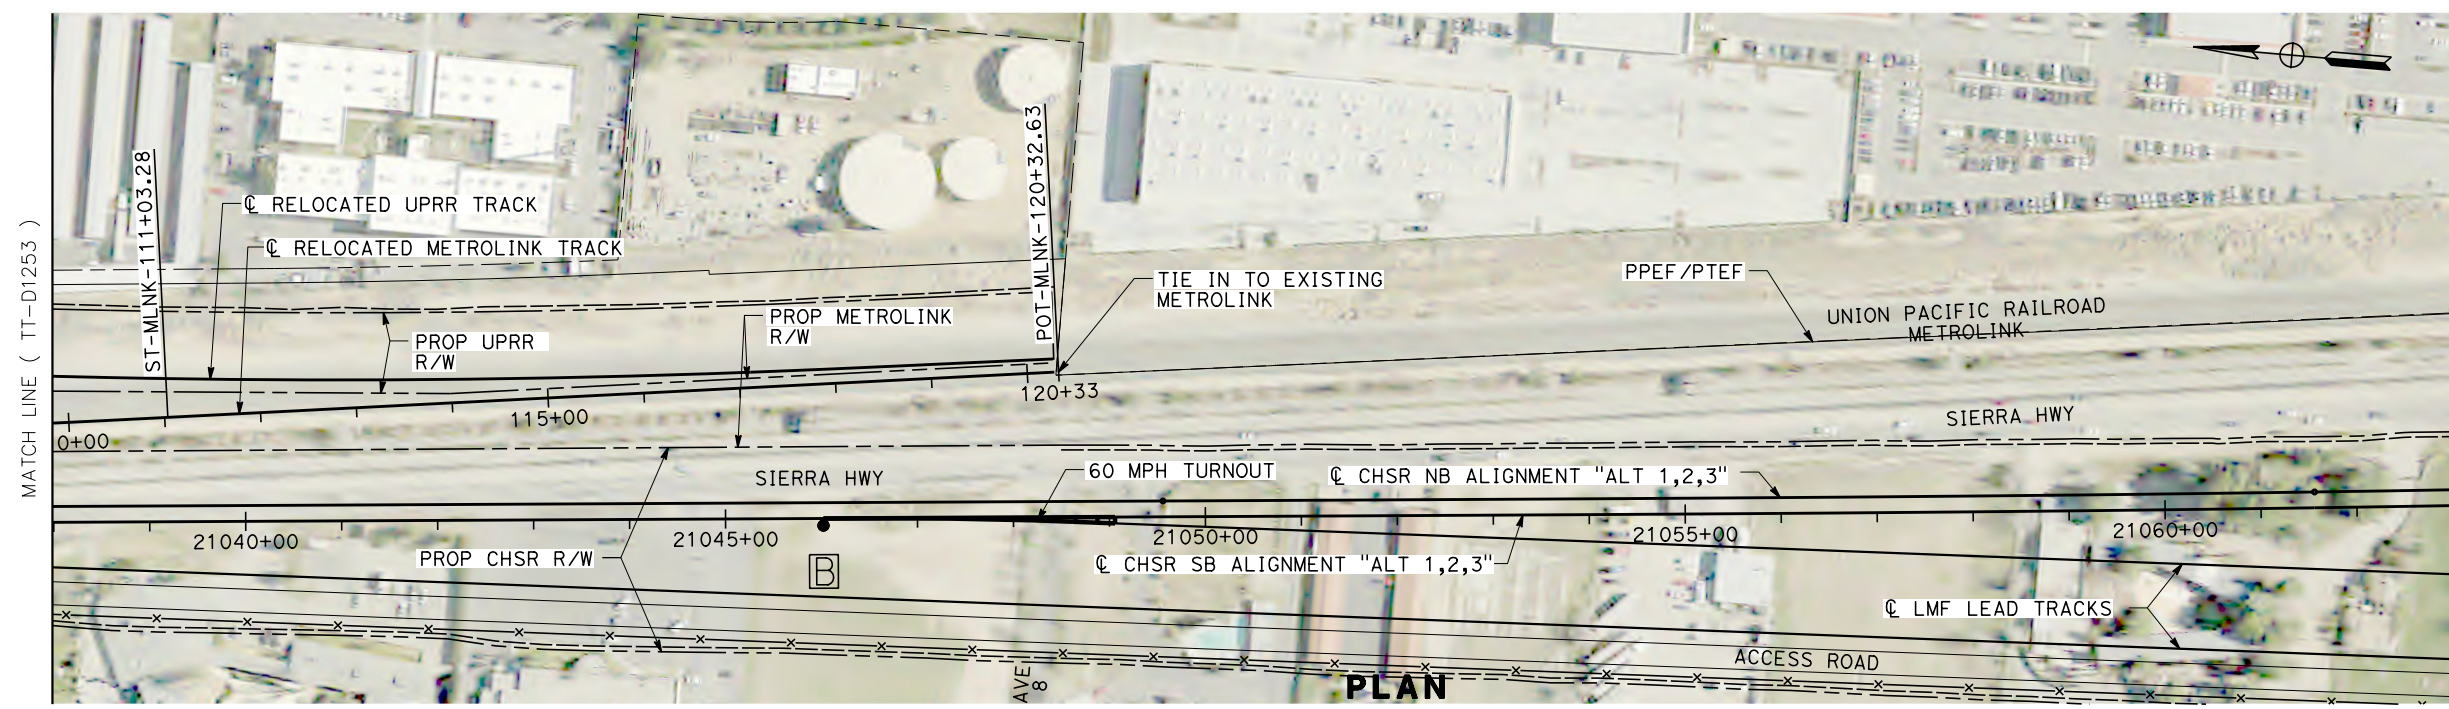 MATCH LINE ( TT-D1253 )
ST-MLNK-111+03.28
℄ RELOCATED UPRR TRACK
℄ RELOCATED METROLINK TRACK
PROP UPRR
R/W
PROP METROLINK
R/W
POT-MLNK-120+32.63
TIE IN TO EXISTING
METROLINK
PPEF/PTEF
UNION PACIFIC RAILROAD
METROLINK
0+00
115+00
120+33
SIERRA HWY
SIERRA HWY
60 MPH TURNOUT
℄ CHSR NB ALIGNMENT "ALT 1,2,3"
21040+00
21045+00
21050+00
21055+00
21060+00
PROP CHSR R/W
B
℄ CHSR SB ALIGNMENT "ALT 1,2,3"
℄ LMF LEAD TRACKS
ACCESS ROAD
AVE
8
PLAN